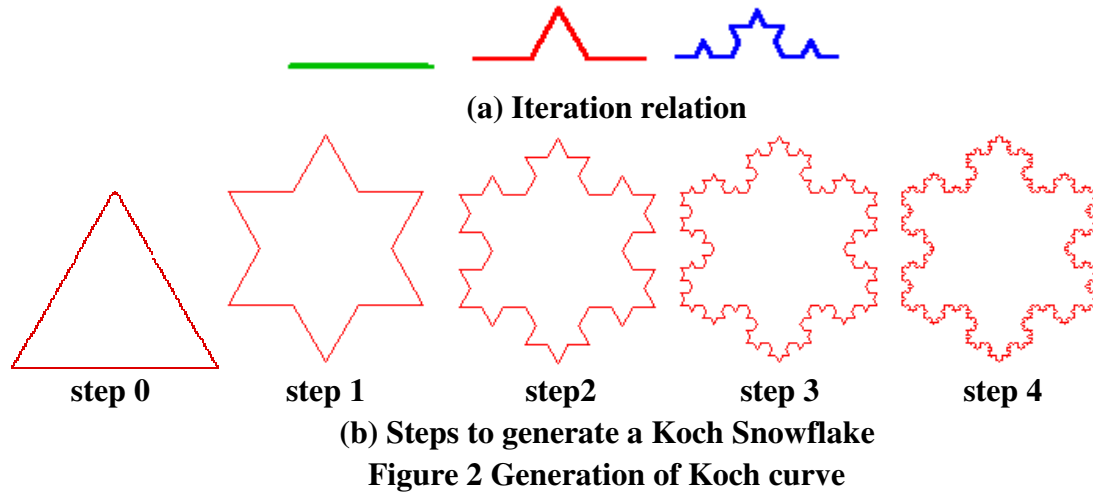 (a) Iteration relation
step 0 step 1 step2 step 3 step 4
(b) Steps to generate a Koch Snowflake
Figure 2 Generation of Koch curve